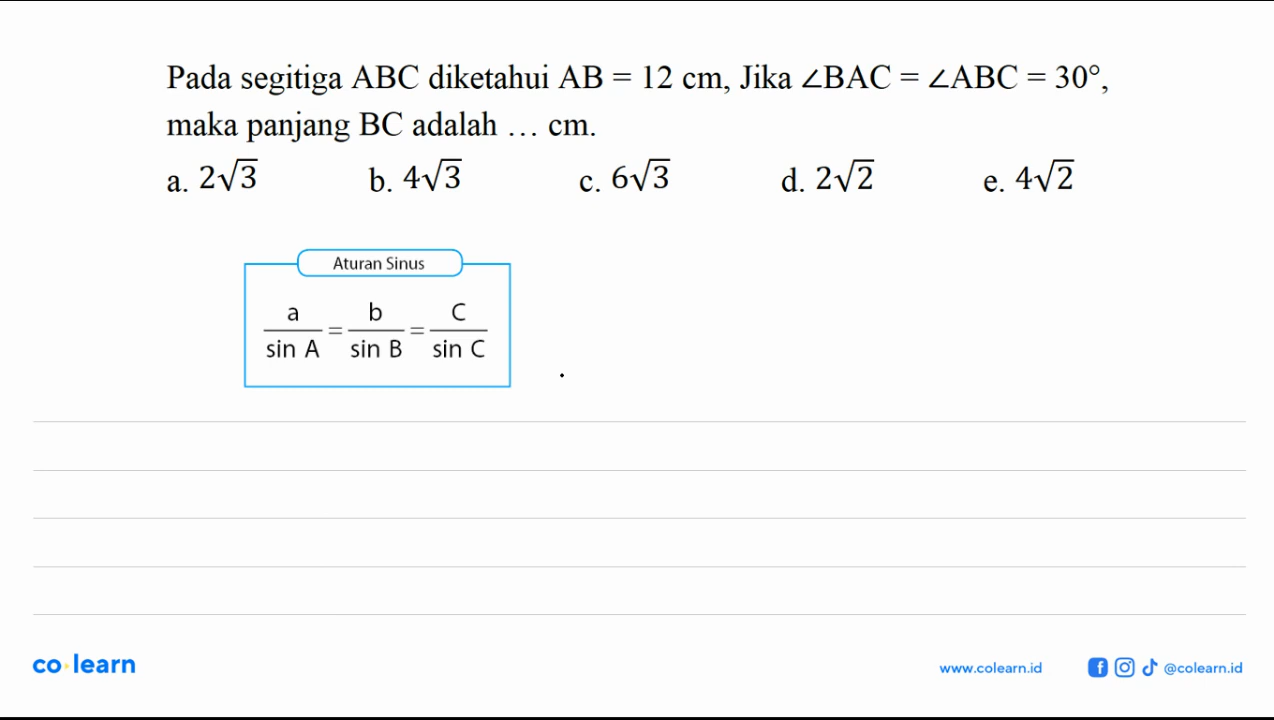 Pada segitiga ABC diketahui AB = 12 cm, Jika ∠BAC = ∠ABC = 30°,
maka panjang BC adalah … cm.
a. 2√3 b. 4√3 c. 6√3 d. 2√2 e. 4√2
Aturan Sinus
a/sin A = b/sin B = C/sin C
co·learn
www.colearn.id @colearn.id